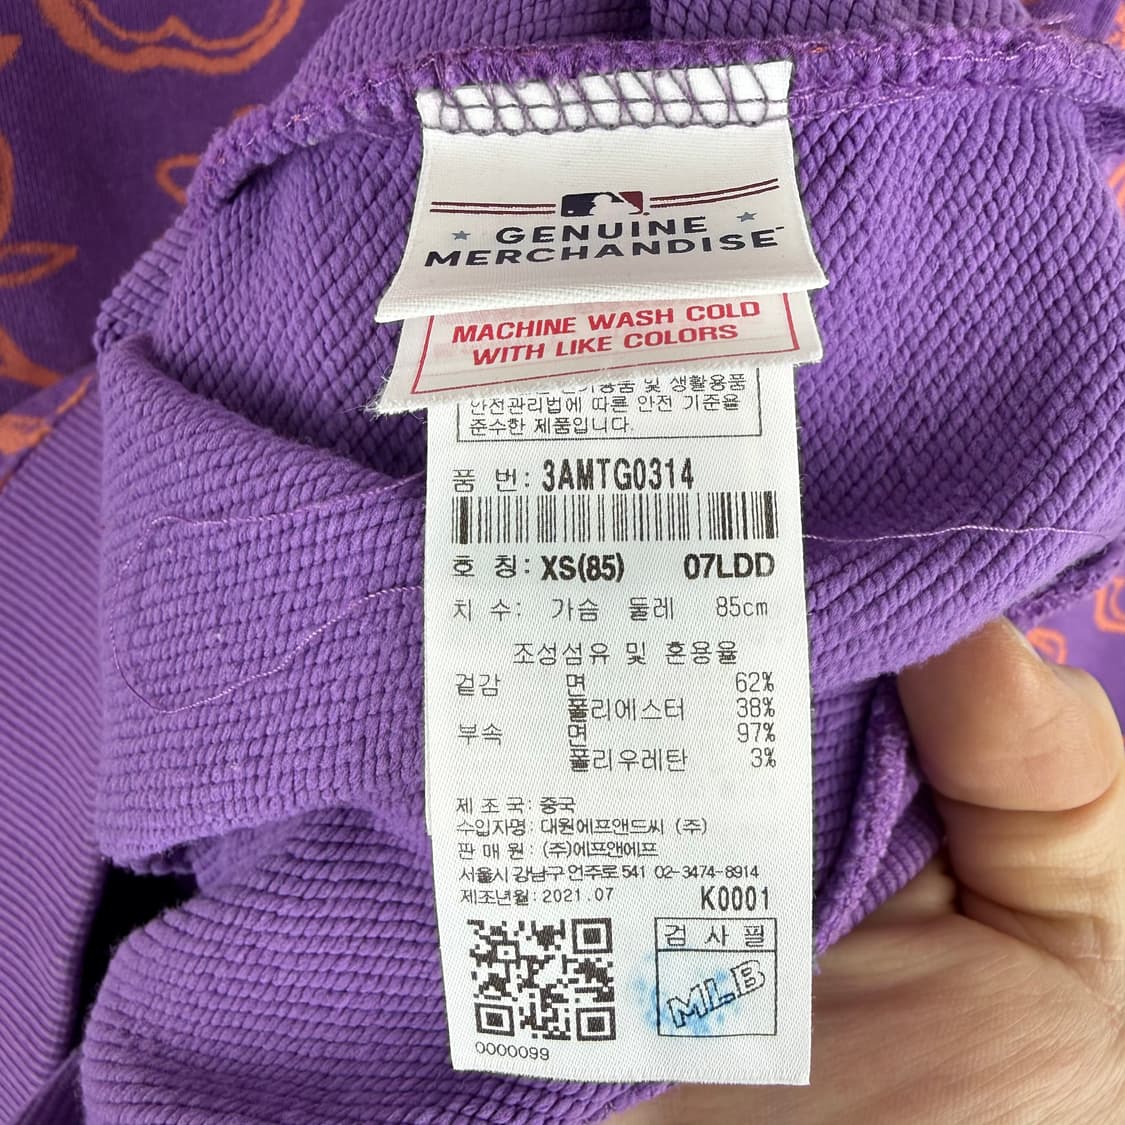 GENUINE
MERCHANDISE™
MACHINE WASH COLD
WITH LIKE COLORS
및 생활용품
안전관리법에 따른 안전 기준을
준수한 제품입니다.
품 번: 3AMTG0314
호 칭: XS(85) 07LDD
치 수: 가슴 둘레 85cm
조성섬유 및 혼용율
겉감 면 62%
폴리에스터 38%
부속 면 97%
폴리우레탄 3%
제 조 국: 중국
수입자명: 대원에프앤드씨 (주)
판 매 원: (주)에프앤에프
서울시 강남구 언주로 541 02-3474-8914
제조년월: 2021.07 K0001
검 사 필
MLB
0000099